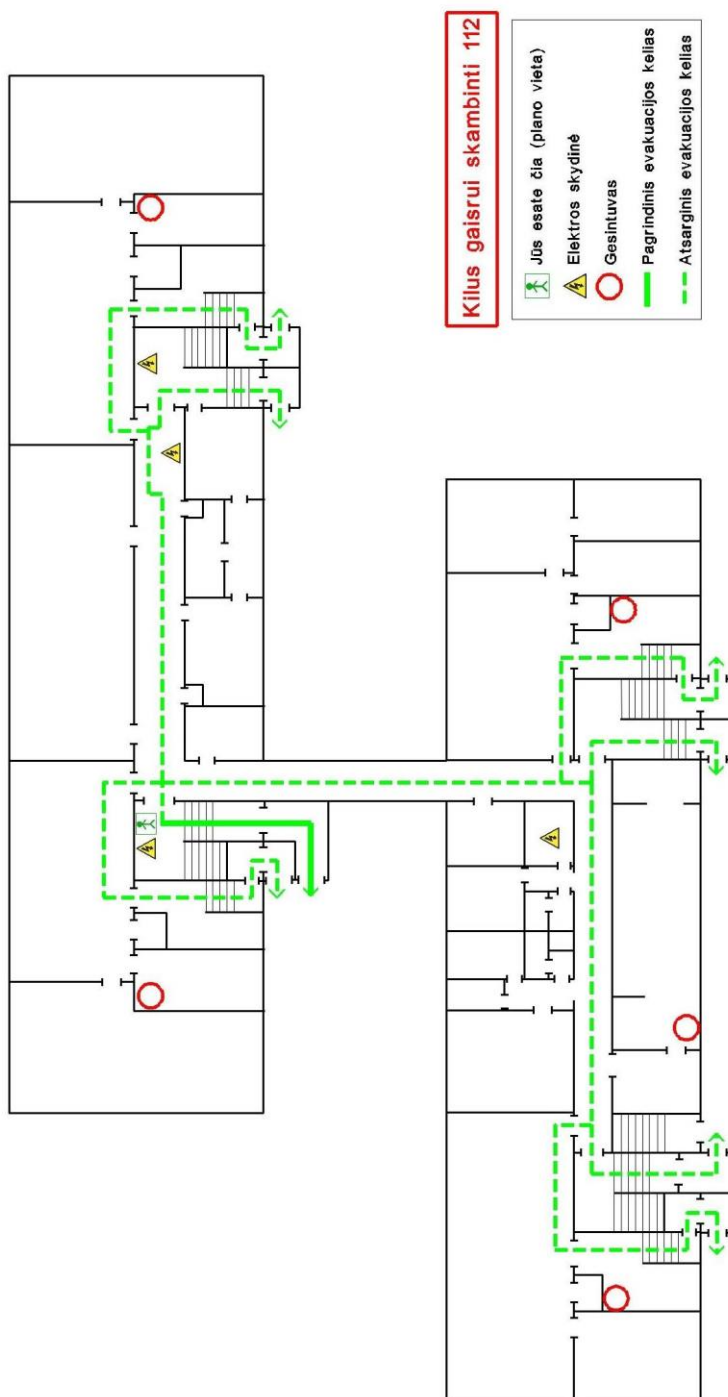 Kilus gaisrui skambinti 112
Jūs esate čia (plano vieta)
Elektros skydinė
Gesintuvas
Pagrindinis evakuacijos kelias
Atsarginis evakuacijos kelias